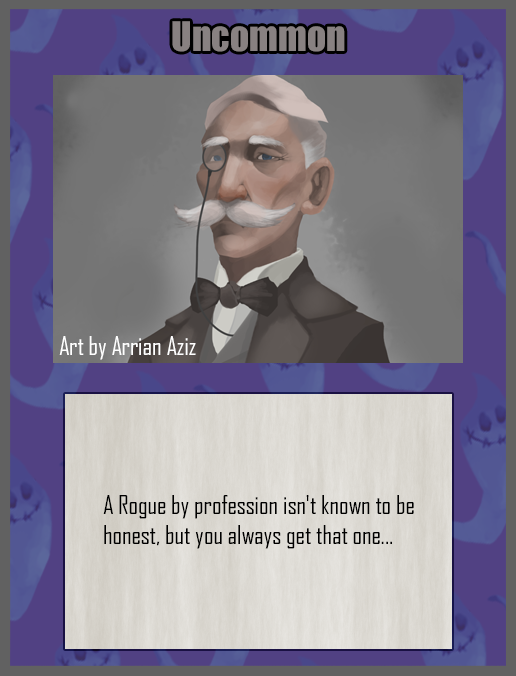 Uncommon
Art by Arrian Aziz
A Rogue by profession isn't known to be
honest, but you always get that one...